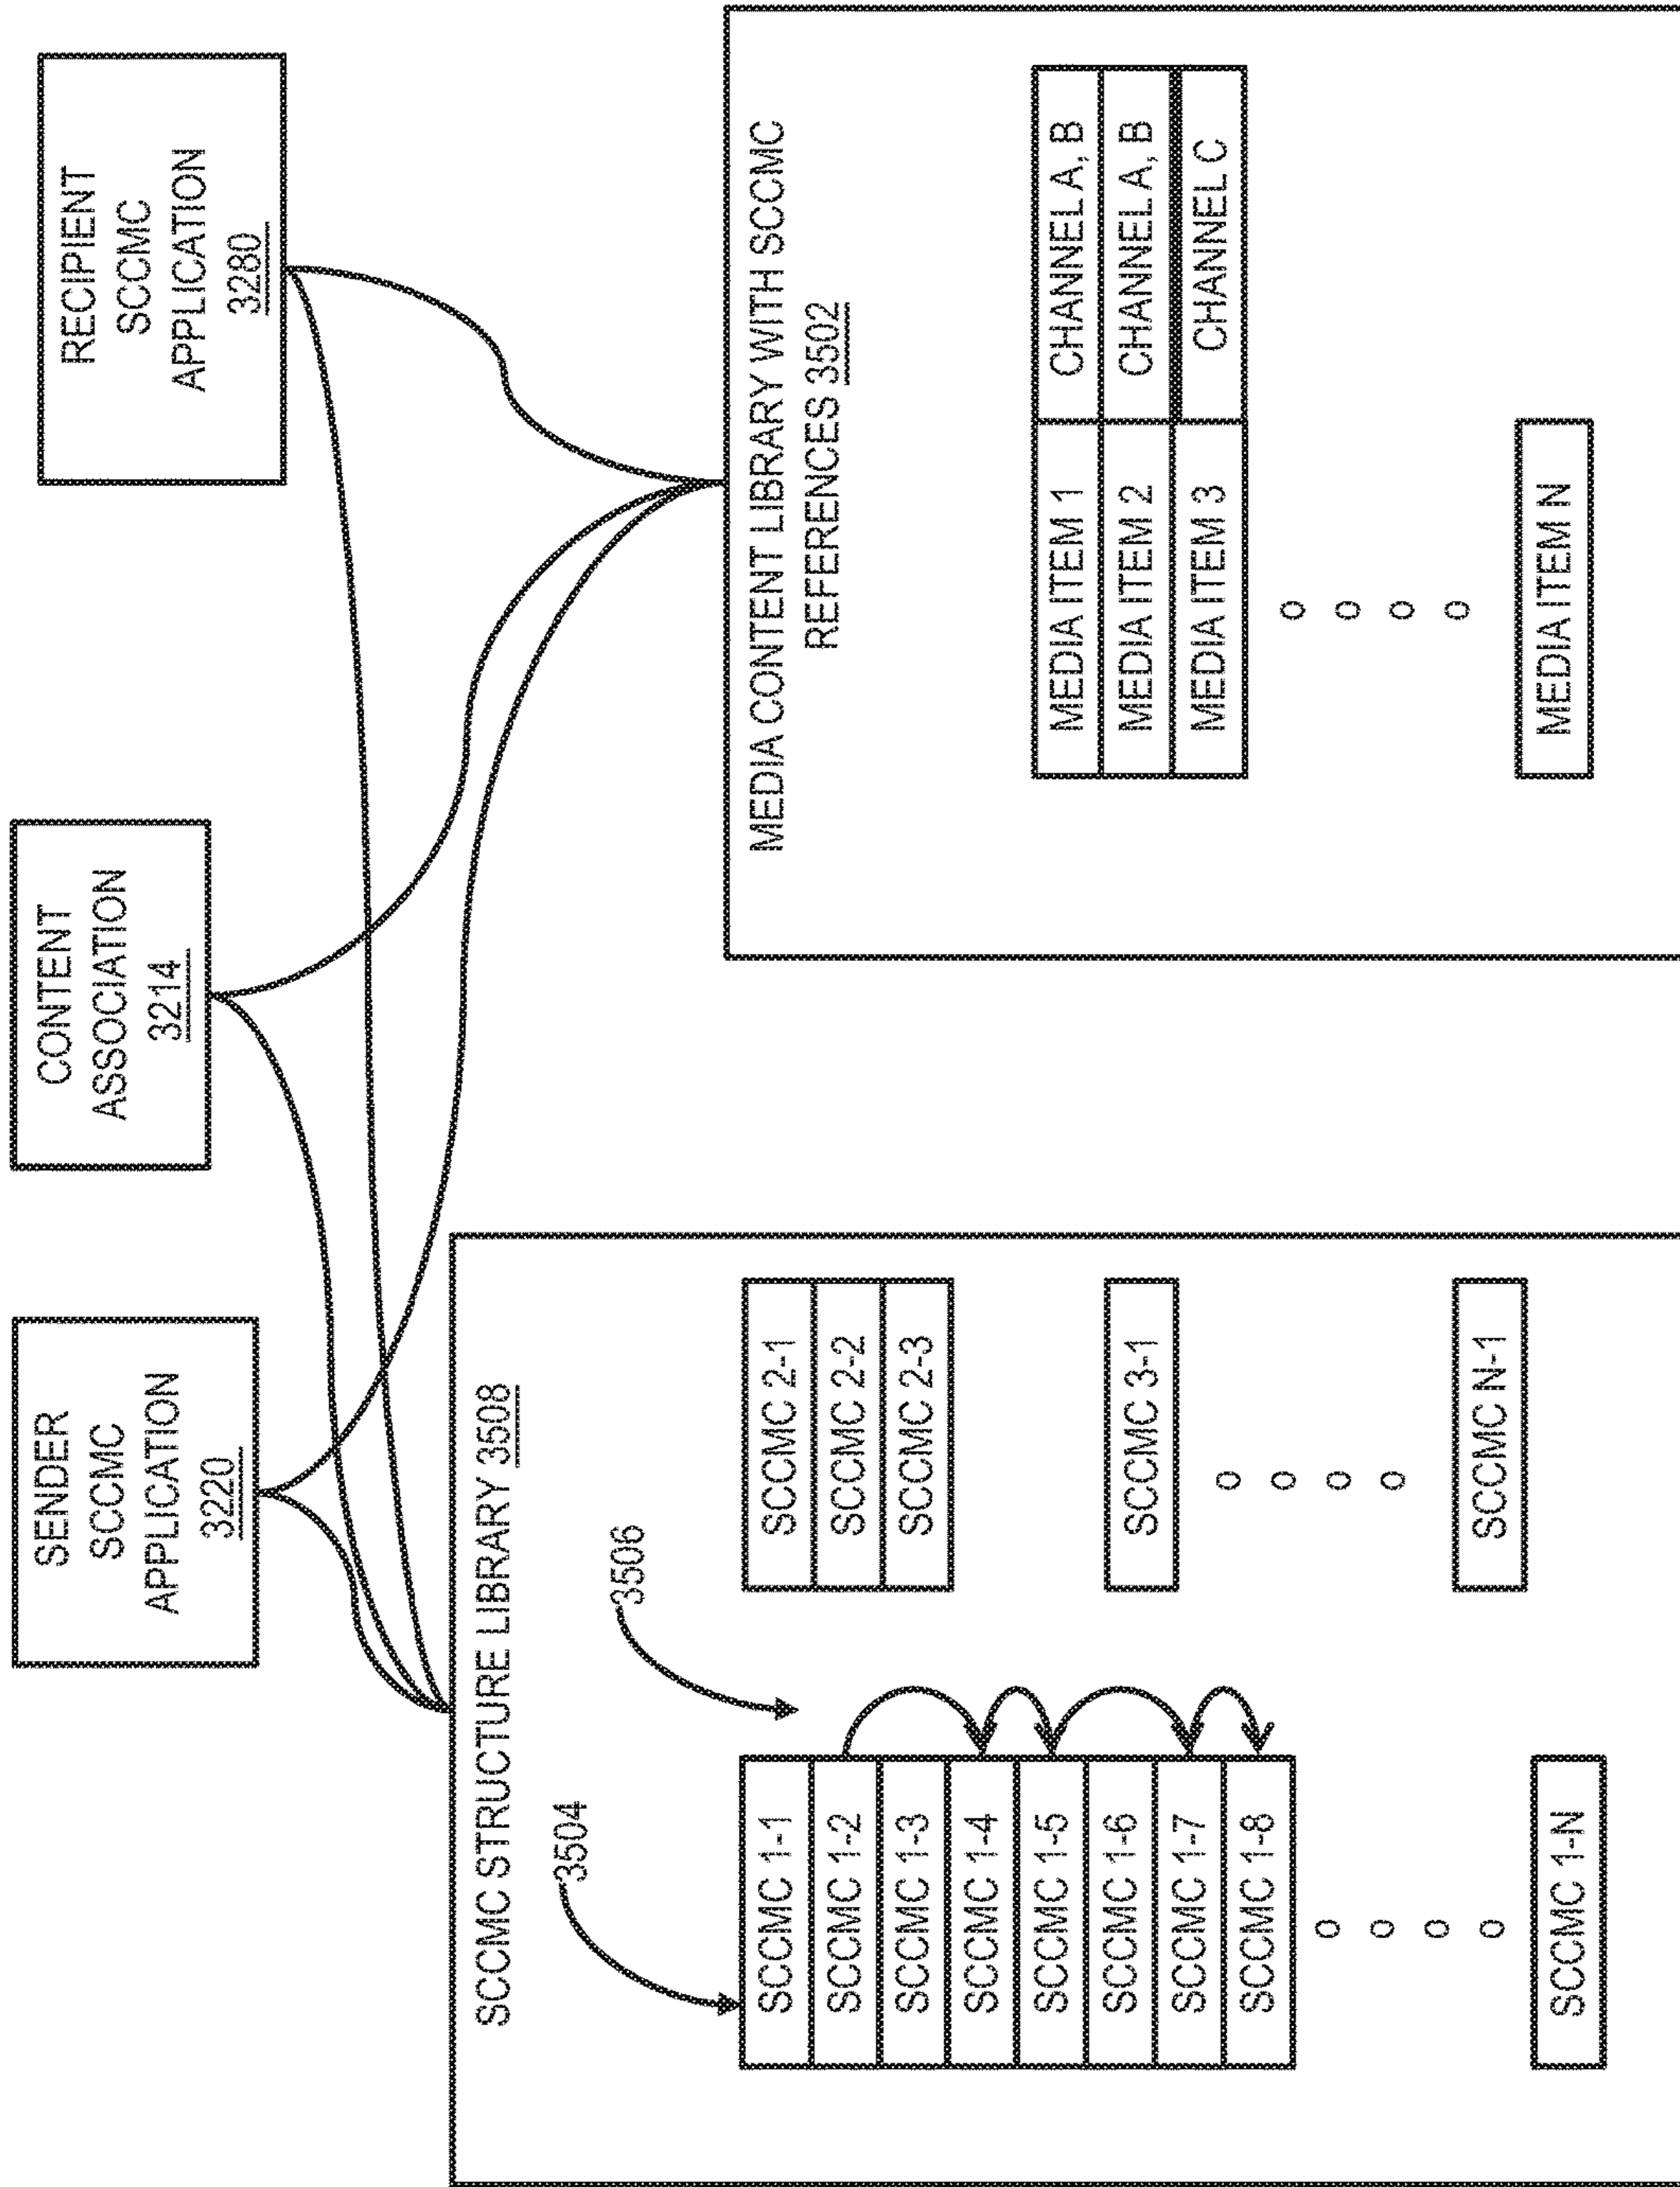 SENDER
SCCMC
APPLICATION
3220
CONTENT
ASSOCIATION
3214
RECIPIENT
SCCMC
APPLICATION
3280
SCCMC STRUCTURE LIBRARY 3508
3504
3506
SCCMC 1-1
SCCMC 1-2
SCCMC 1-3
SCCMC 1-4
SCCMC 1-5
SCCMC 1-6
SCCMC 1-7
SCCMC 1-8
SCCMC 1-N
SCCMC 2-1
SCCMC 2-2
SCCMC 2-3
SCCMC 3-1
SCCMC N-1
MEDIA CONTENT LIBRARY WITH SCCMC
REFERENCES 3502
MEDIA ITEM 1 CHANNEL A, B
MEDIA ITEM 2 CHANNEL A, B
MEDIA ITEM 3 CHANNEL C
MEDIA ITEM N